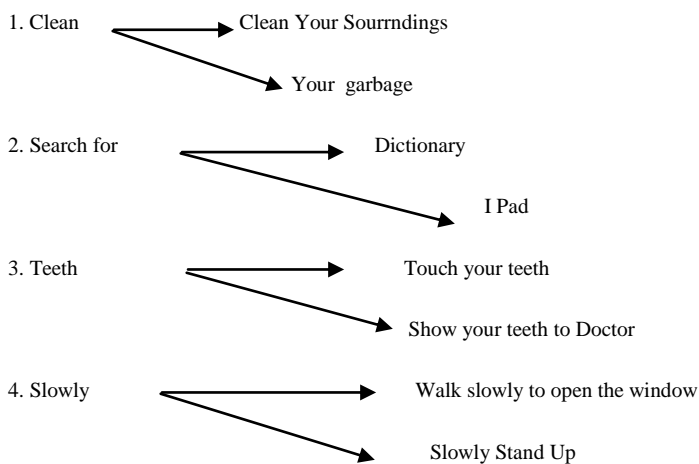 1. Clean Clean Your Sourrndings
Your garbage
2. Search for Dictionary
I Pad
3. Teeth Touch your teeth
Show your teeth to Doctor
4. Slowly Walk slowly to open the window
Slowly Stand Up